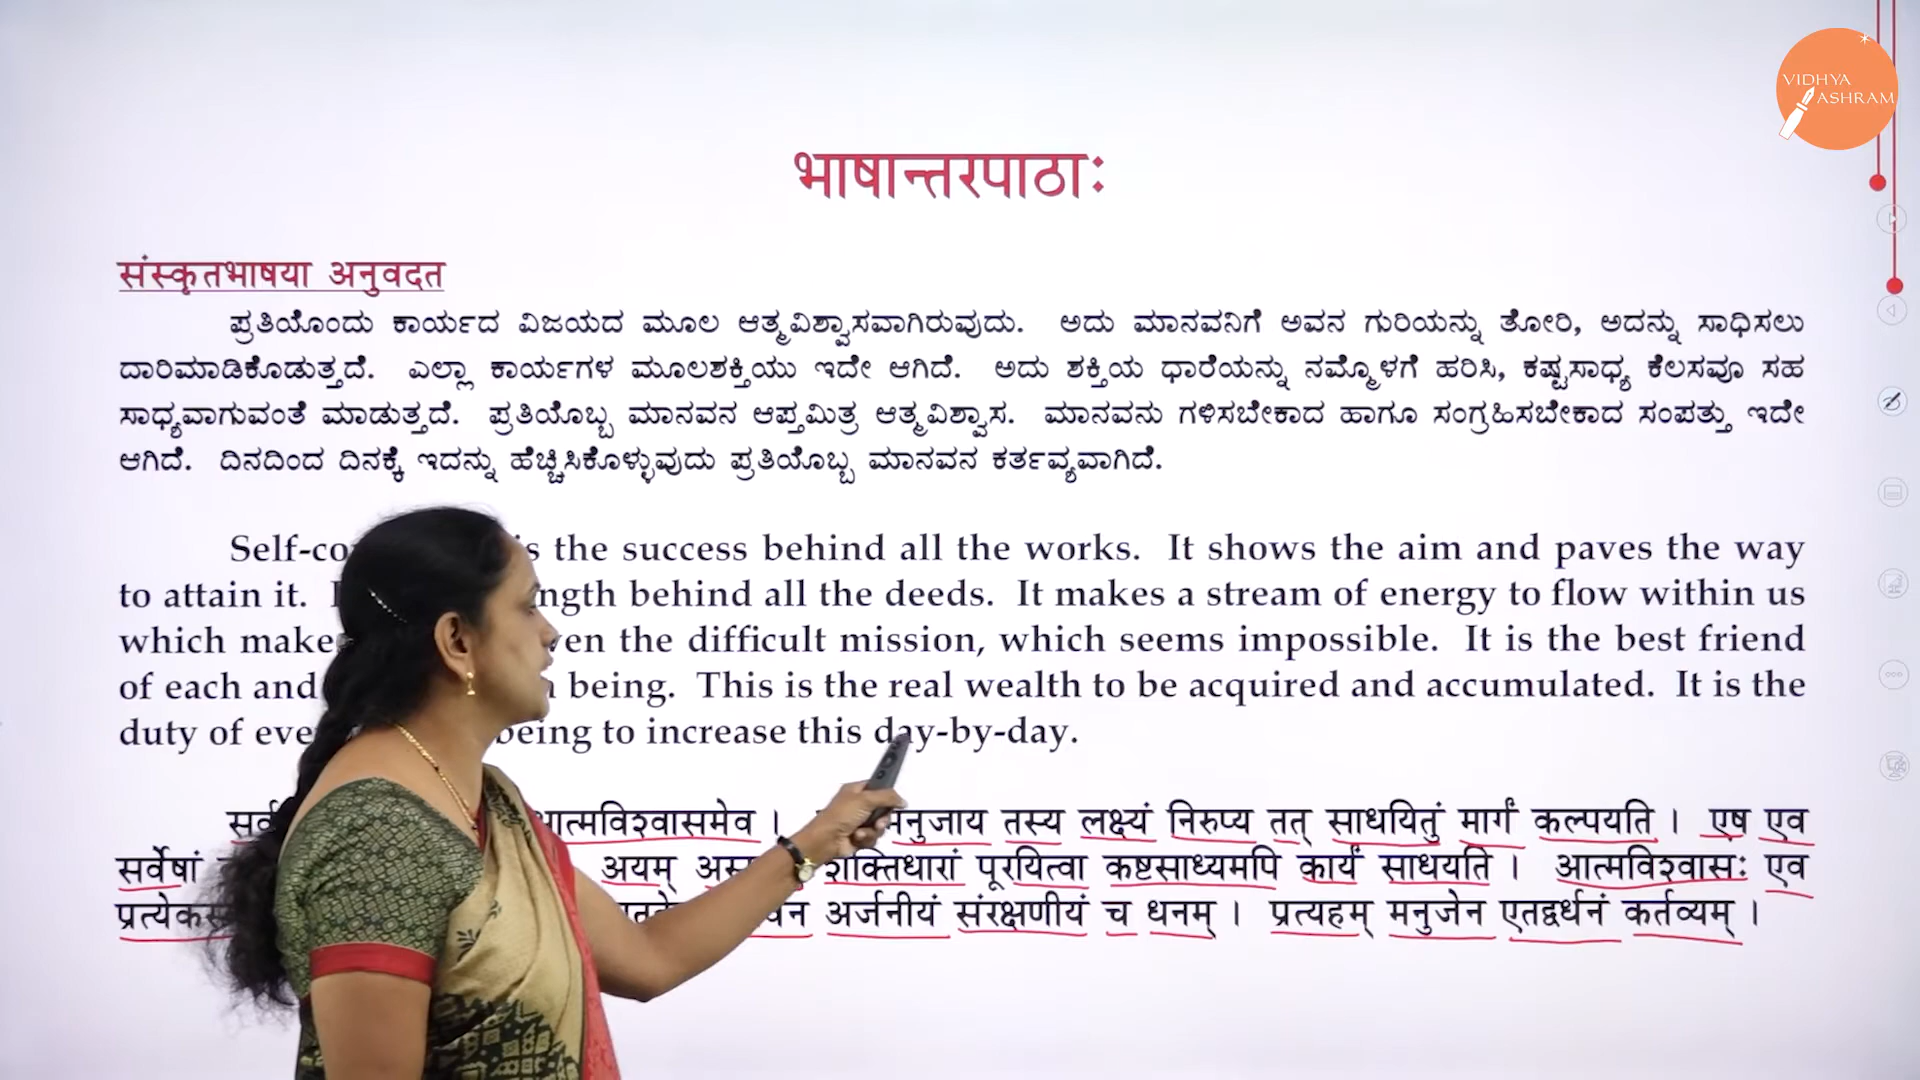 VIDHYA
ASHRAM
भाषान्तरपाठाः
संस्कृतभाषया अनुवदत
ಪ್ರತಿಯೊಂದು ಕಾರ್ಯದ ವಿಜಯದ ಮೂಲ ಆತ್ಮವಿಶ್ವಾಸವಾಗಿರುವುದು. ಅದು ಮಾನವನಿಗೆ ಅವನ ಗುರಿಯನ್ನು ತೋರಿ, ಅದನ್ನು ಸಾಧಿಸಲು
ದಾರಿಮಾಡಿಕೊಡುತ್ತದೆ. ಎಲ್ಲಾ ಕಾರ್ಯಗಳ ಮೂಲಶಕ್ತಿಯು ಇದೇ ಆಗಿದೆ. ಅದು ಶಕ್ತಿಯ ಧಾರೆಯನ್ನು ನಮ್ಮೊಳಗೆ ಹರಿಸಿ, ಕಷ್ಟಸಾಧ್ಯ ಕೆಲಸವೂ ಸಹ
ಸಾಧ್ಯವಾಗುವಂತೆ ಮಾಡುತ್ತದೆ. ಪ್ರತಿಯೊಬ್ಬ ಮಾನವನ ಆಪ್ತಮಿತ್ರ ಆತ್ಮವಿಶ್ವಾಸ. ಮಾನವನು ಗಳಿಸಬೇಕಾದ ಹಾಗೂ ಸಂಗ್ರಹಿಸಬೇಕಾದ ಸಂಪತ್ತು ಇದೇ
ಆಗಿದೆ. ದಿನದಿಂದ ದಿನಕ್ಕೆ ಇದನ್ನು ಹೆಚ್ಚಿಸಿಕೊಳ್ಳುವುದು ಪ್ರತಿಯೊಬ್ಬ ಮಾನವನ ಕರ್ತವ್ಯವಾಗಿದೆ.
is the success behind all the works. It shows the aim and paves the way
to attain it. behind all the deeds. It makes a stream of energy to flow within us
which the difficult mission, which seems impossible. It is the best friend
of each and being. This is the real wealth to be acquired and accumulated. It is the
duty of being to increase this day-by-day.
आत्मविश्वासमेव । तस्य लक्ष्यं निरुप्य तत् साधयितुं मार्गं कल्पयति । एष एव
सर्वेषां अयम् शक्तिधारां पूरयित्वा कष्टसाध्यमपि कार्यं साधयति । आत्मविश्वासः एव
अर्जनीयं संरक्षणीयं च धनम् । प्रत्यहम् मनुजेन एतद्वर्धनं कर्तव्यम् ।